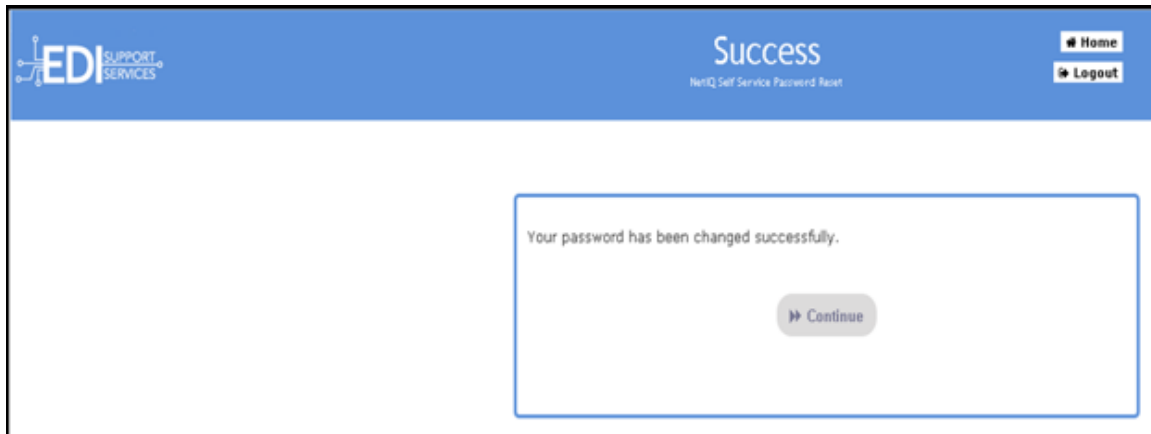 EDI SUPPORT
SERVICES
Success
NetIQ Self Service Password Reset
Home
Logout
Your password has been changed successfully.
Continue